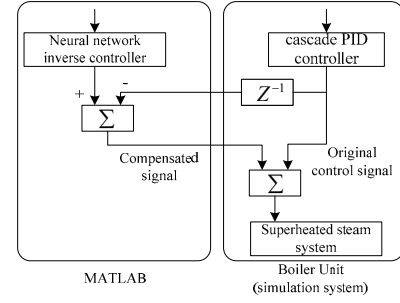 Neural network
inverse controller
cascade PID
controller
+
-
Z⁻¹
Σ
Compensated
signal
Original
control signal
Σ
Superheated steam
system
MATLAB
Boiler Unit
(simulation system)